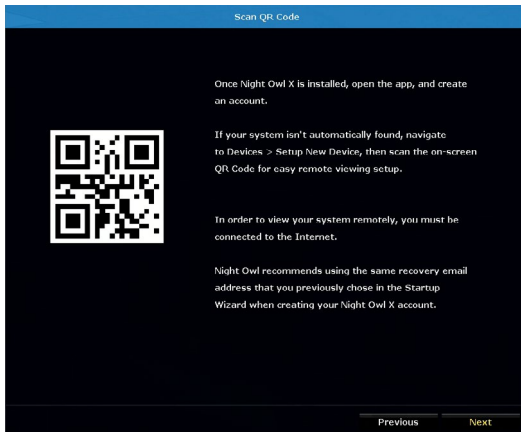 Scan QR Code
Once Night Owl X is installed, open the app, and create
an account.
If your system isn't automatically found, navigate
to Devices > Setup New Device, then scan the on-screen
QR Code for easy remote viewing setup.
In order to view your system remotely, you must be
connected to the Internet.
Night Owl recommends using the same recovery email
address that you previously chose in the Startup
Wizard when creating your Night Owl X account.
Previous
Next